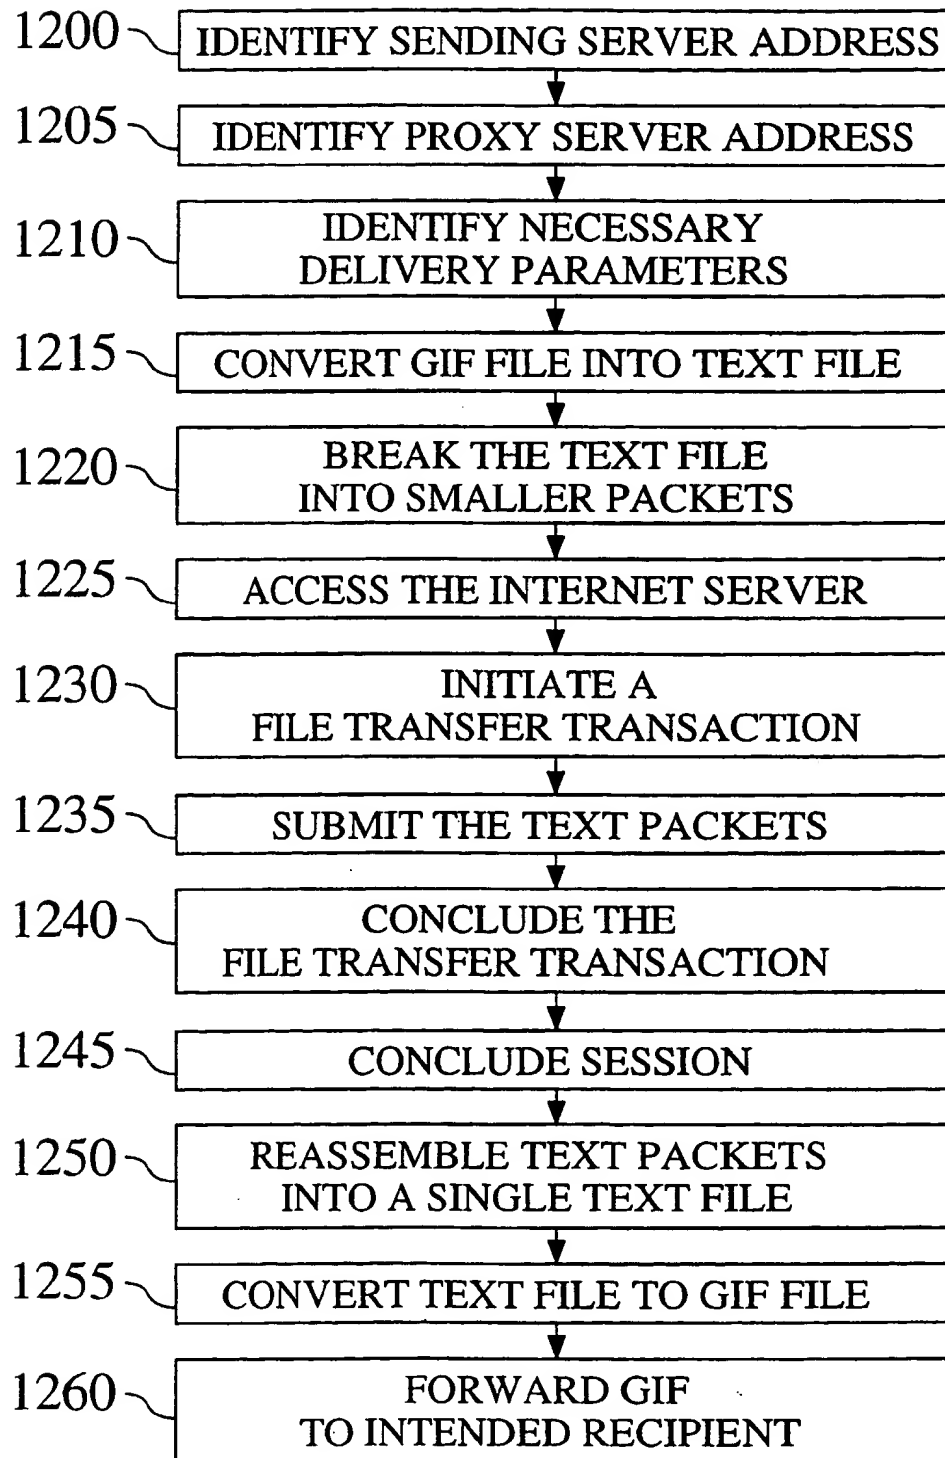 1200 IDENTIFY SENDING SERVER ADDRESS
1205 IDENTIFY PROXY SERVER ADDRESS
1210 IDENTIFY NECESSARY
DELIVERY PARAMETERS
1215 CONVERT GIF FILE INTO TEXT FILE
1220 BREAK THE TEXT FILE
INTO SMALLER PACKETS
1225 ACCESS THE INTERNET SERVER
1230 INITIATE A
FILE TRANSFER TRANSACTION
1235 SUBMIT THE TEXT PACKETS
1240 CONCLUDE THE
FILE TRANSFER TRANSACTION
1245 CONCLUDE SESSION
1250 REASSEMBLE TEXT PACKETS
INTO A SINGLE TEXT FILE
1255 CONVERT TEXT FILE TO GIF FILE
1260 FORWARD GIF
TO INTENDED RECIPIENT